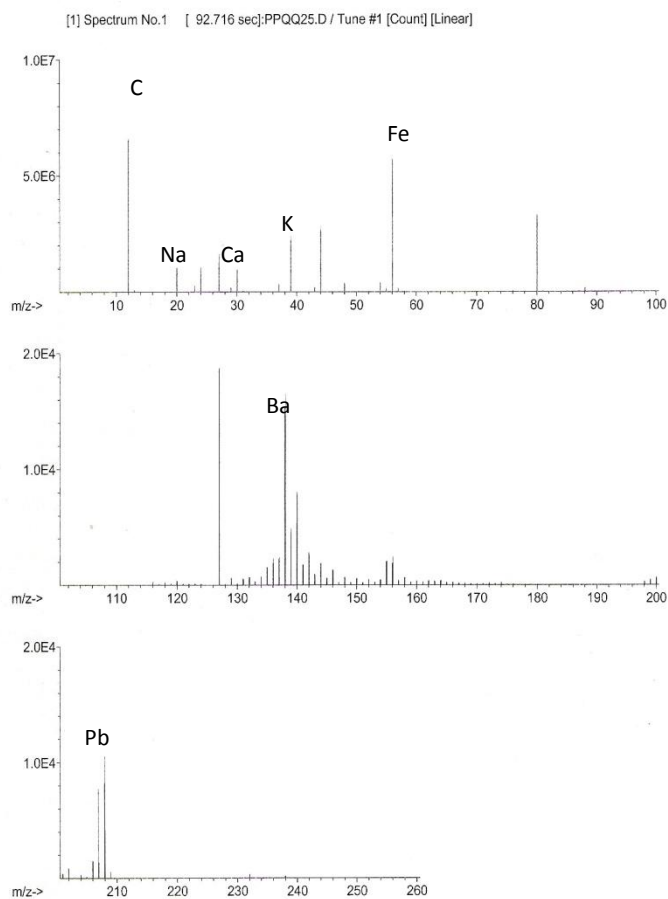 [1] Spectrum No.1 [ 92.716 sec]:PPQQ25.D / Tune #1 [Count] [Linear]
1.0E7
C
Fe
5.0E6
K
Na
Ca
m/z->
10 20 30 40 50 60 70 80 90 100
2.0E4
Ba
1.0E4
m/z->
110 120 130 140 150 160 170 180 190 200
2.0E4
Pb
1.0E4
m/z->
210 220 230 240 250 260